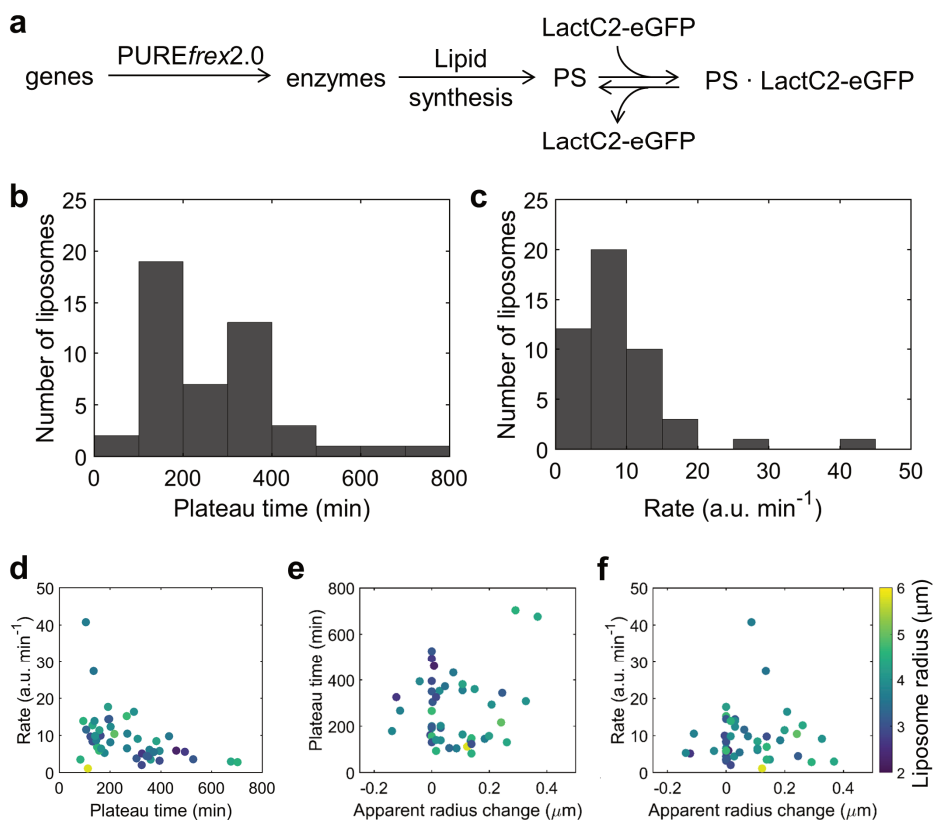 a
genes
PUREfrex2.0
enzymes
Lipid
synthesis
PS
LactC2-eGFP
LactC2-eGFP
PS · LactC2-eGFP
b
Number of liposomes
25
20
15
10
5
0
0 200 400 600 800
Plateau time (min)
c
Number of liposomes
25
20
15
10
5
0
0 10 20 30 40 50
Rate (a.u. min⁻¹)
d
Rate (a.u. min⁻¹)
50
40
30
20
10
0
0 200 400 600 800
Plateau time (min)
e
Plateau time (min)
800
600
400
200
0
-0.2 0 0.2 0.4
Apparent radius change (μm)
f
Rate (a.u. min⁻¹)
50
40
30
20
10
0
-0.2 0 0.2 0.4
Apparent radius change (μm)
6
5
4
3
2
Liposome radius (μm)